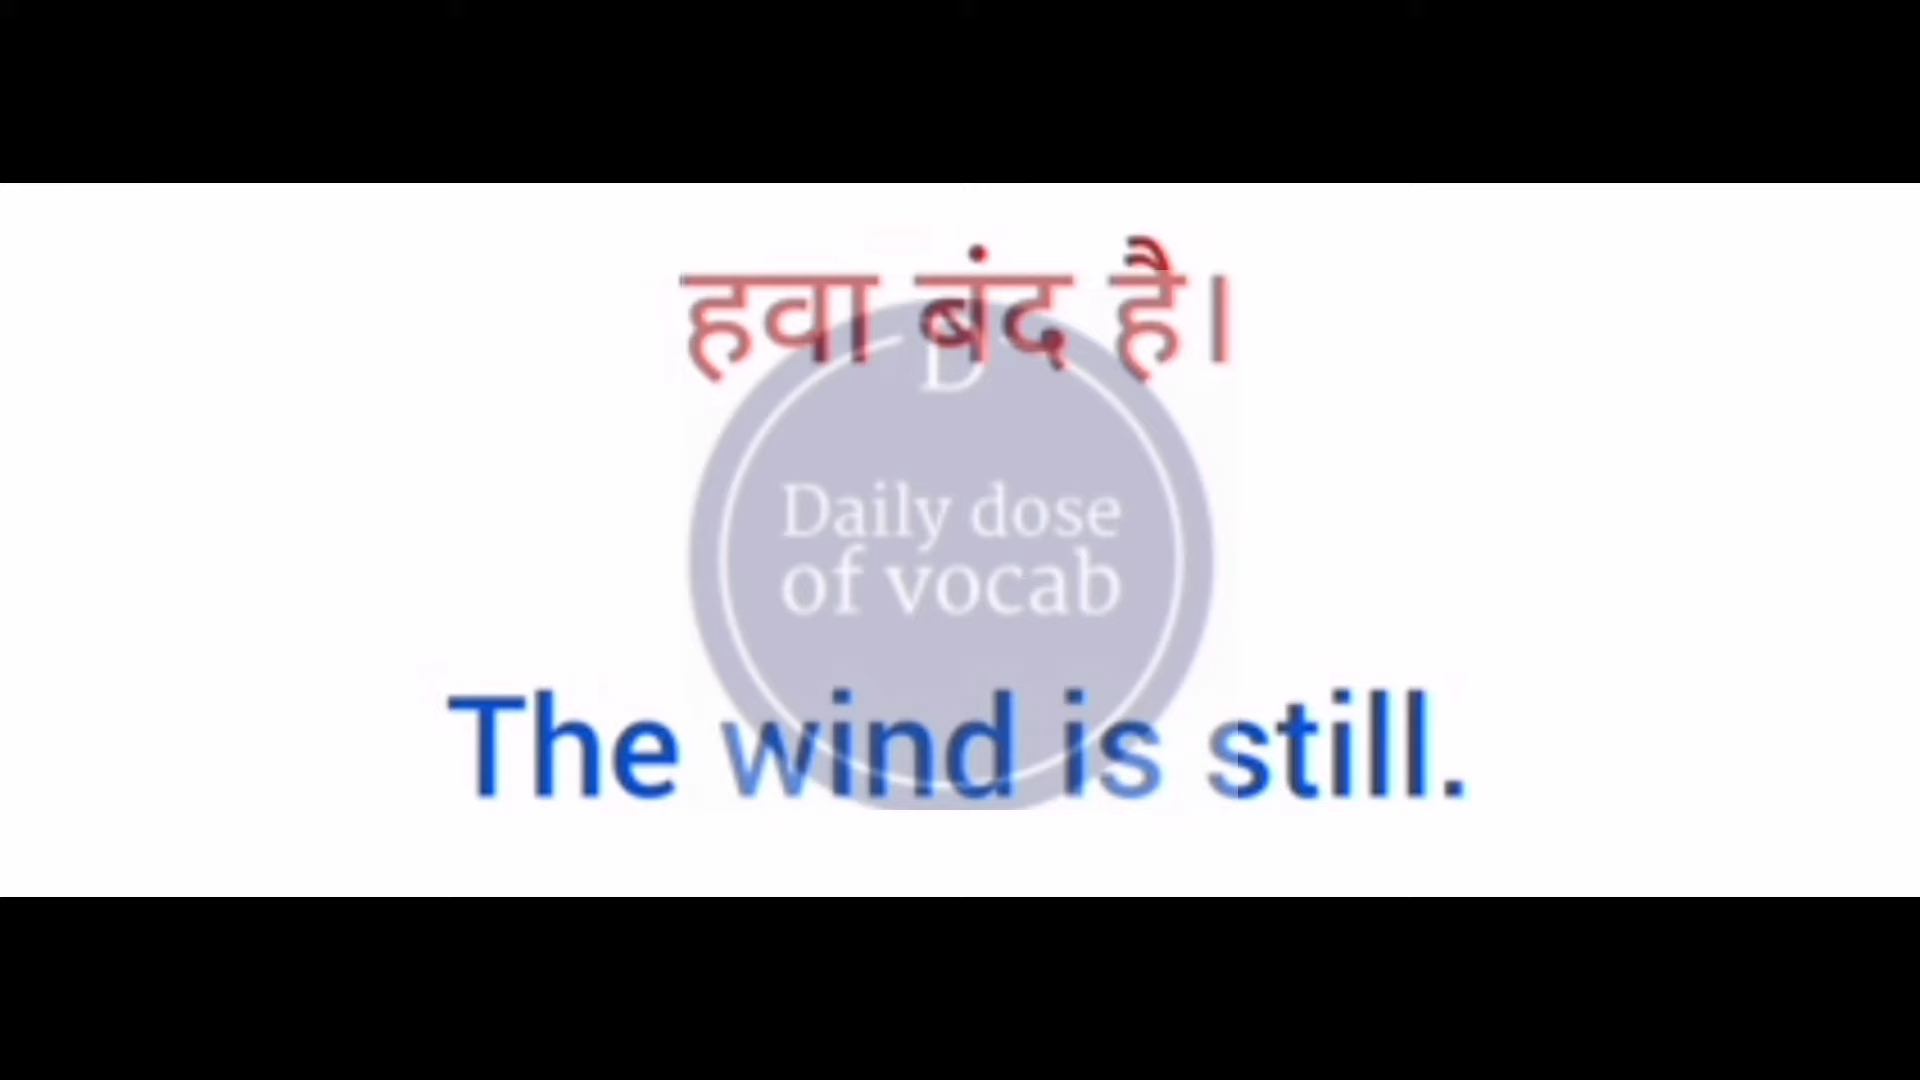 हवा बंद है।
D
Daily dose
of vocab
The wind is still.